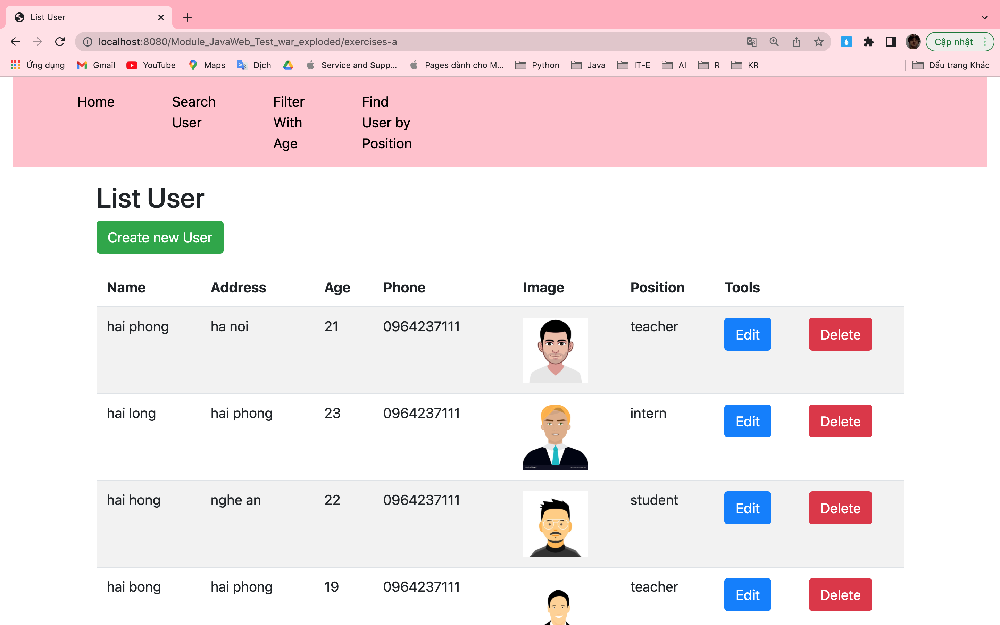 List User
localhost:8080/Module_JavaWeb_Test_war_exploded/exercises-a
Cập nhật
Ứng dụng Gmail YouTube Maps Dịch Service and Supp... Pages dành cho M... Python Java IT-E AI R KR Dấu trang Khác
Home Search Filter Find
User With User by
Age Position
List User
Create new User
Name Address Age Phone Image Position Tools
hai phong ha noi 21 0964237111 teacher Edit Delete
hai long hai phong 23 0964237111 intern Edit Delete
VectorStock
hai hong nghe an 22 0964237111 student Edit Delete
hai bong hai phong 19 0964237111 teacher Edit Delete